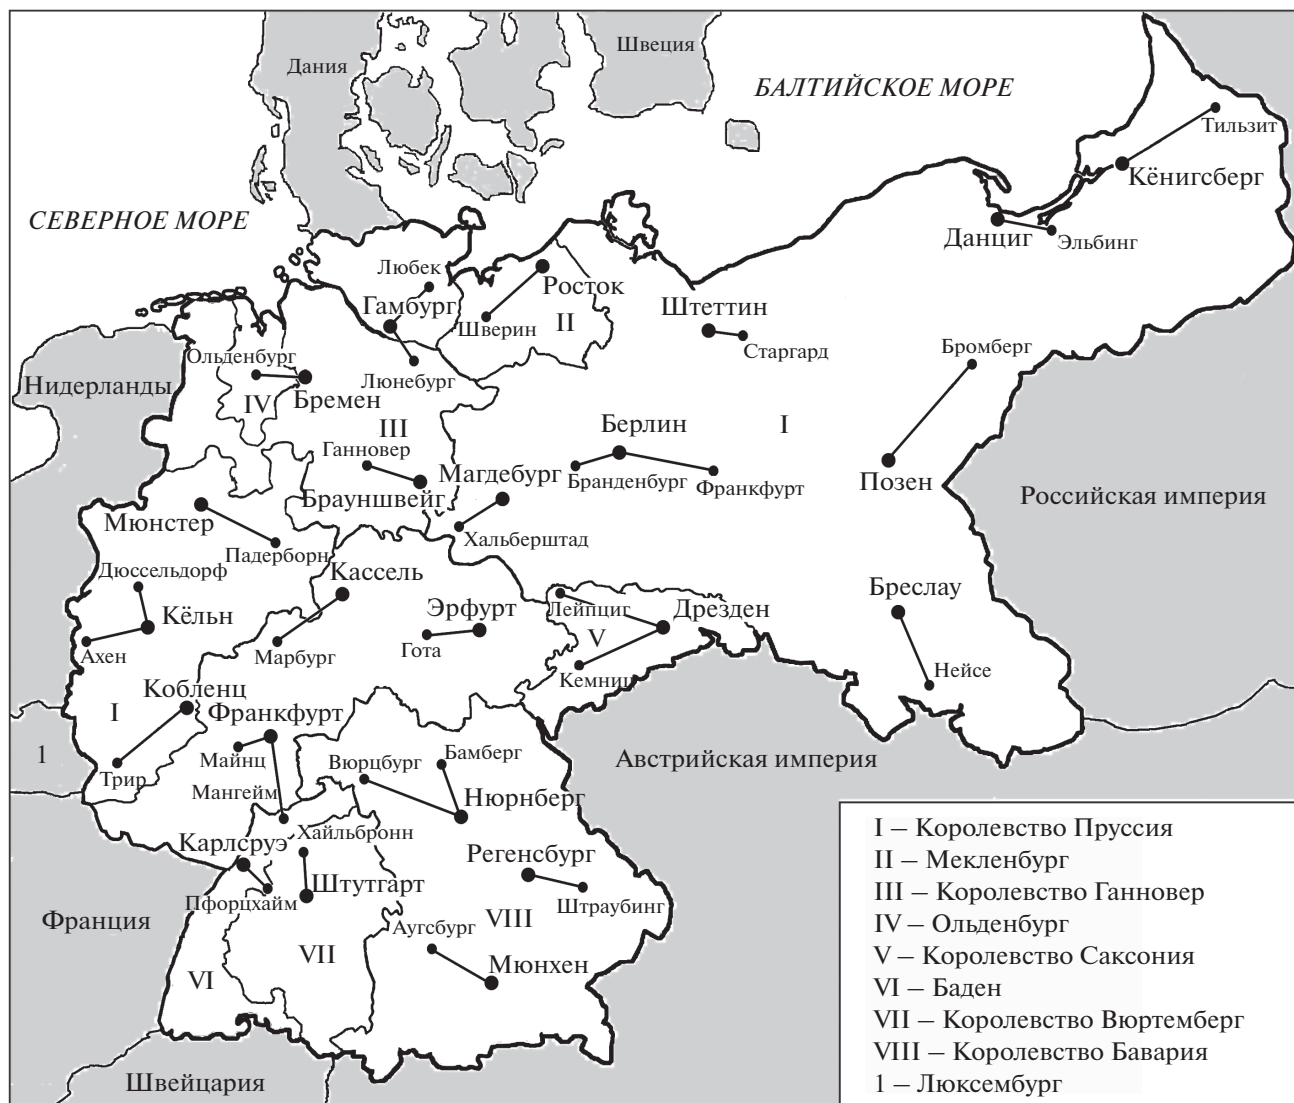 Швеция
Дания
БАЛТИЙСКОЕ МОРЕ
Тильзит
Кёнигсберг
СЕВЕРНОЕ МОРЕ
Данциг
Эльбинг
Любек
Росток
Гамбург
Штеттин
Шверин
II
Старгард
Бромберг
Ольденбург
Люнебург
Нидерланды
IV
Бремен
III
I
Берлин
Ганновер
Магдебург
Бранденбург
Франкфурт
Позен
Брауншвейг
Российская империя
Мюнстер
Хальберштад
Падерборн
Дюссельдорф
Кассель
Бреслау
Кёльн
Эрфурт
Лейпциг
Дрезден
Ахен
Марбург
Гота
V
Кемниц
Нейсе
Кобленц
I
Франкфурт
1
Майнц
Вюрцбург
Бамберг
Австрийская империя
Трир
Мангейм
Нюрнберг
Хайльбронн
Карлсруэ
Регенсбург
Штутгарт
Пфорцхайм
Штраубинг
Франция
VIII
Аугсбург
VII
Мюнхен
VI
Швейцария
I – Королевство Пруссия
II – Мекленбург
III – Королевство Ганновер
IV – Ольденбург
V – Королевство Саксония
VI – Баден
VII – Королевство Вюртемберг
VIII – Королевство Бавария
1 – Люксембург